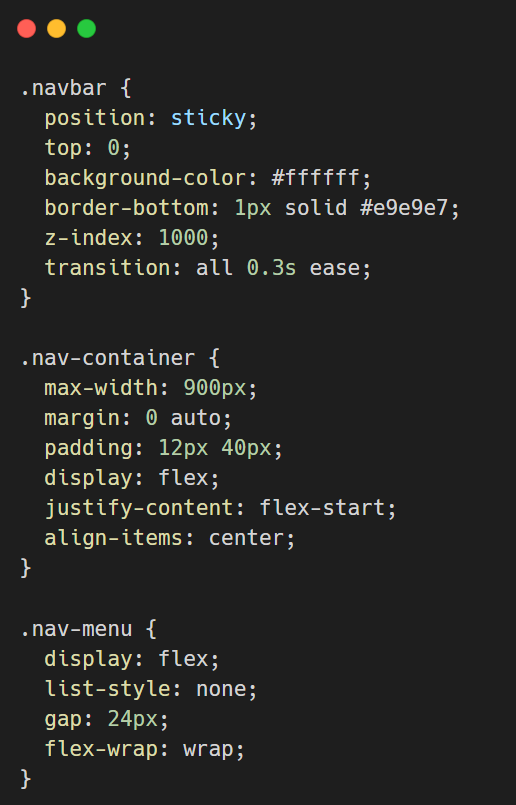 .navbar {
  position: sticky;
  top: 0;
  background-color: #ffffff;
  border-bottom: 1px solid #e9e9e7;
  z-index: 1000;
  transition: all 0.3s ease;
}

.nav-container {
  max-width: 900px;
  margin: 0 auto;
  padding: 12px 40px;
  display: flex;
  justify-content: flex-start;
  align-items: center;
}

.nav-menu {
  display: flex;
  list-style: none;
  gap: 24px;
  flex-wrap: wrap;
}